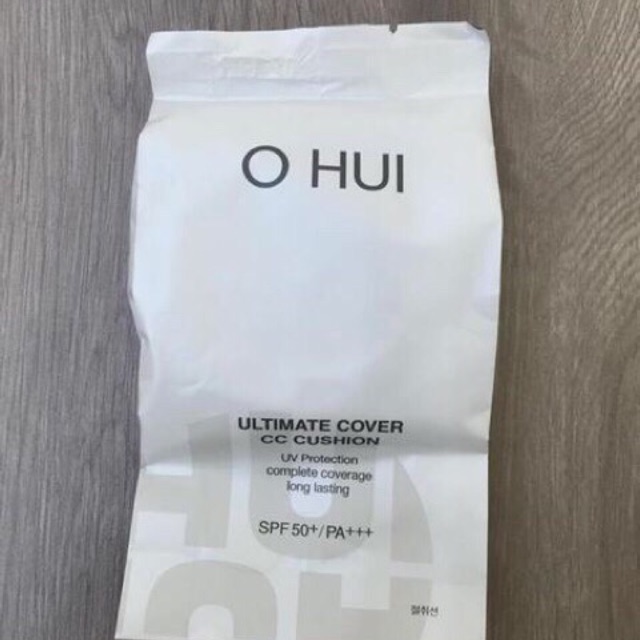 O HUI
ULTIMATE COVER
CC CUSHION
UV Protection
complete coverage
long lasting
SPF 50+/PA+++